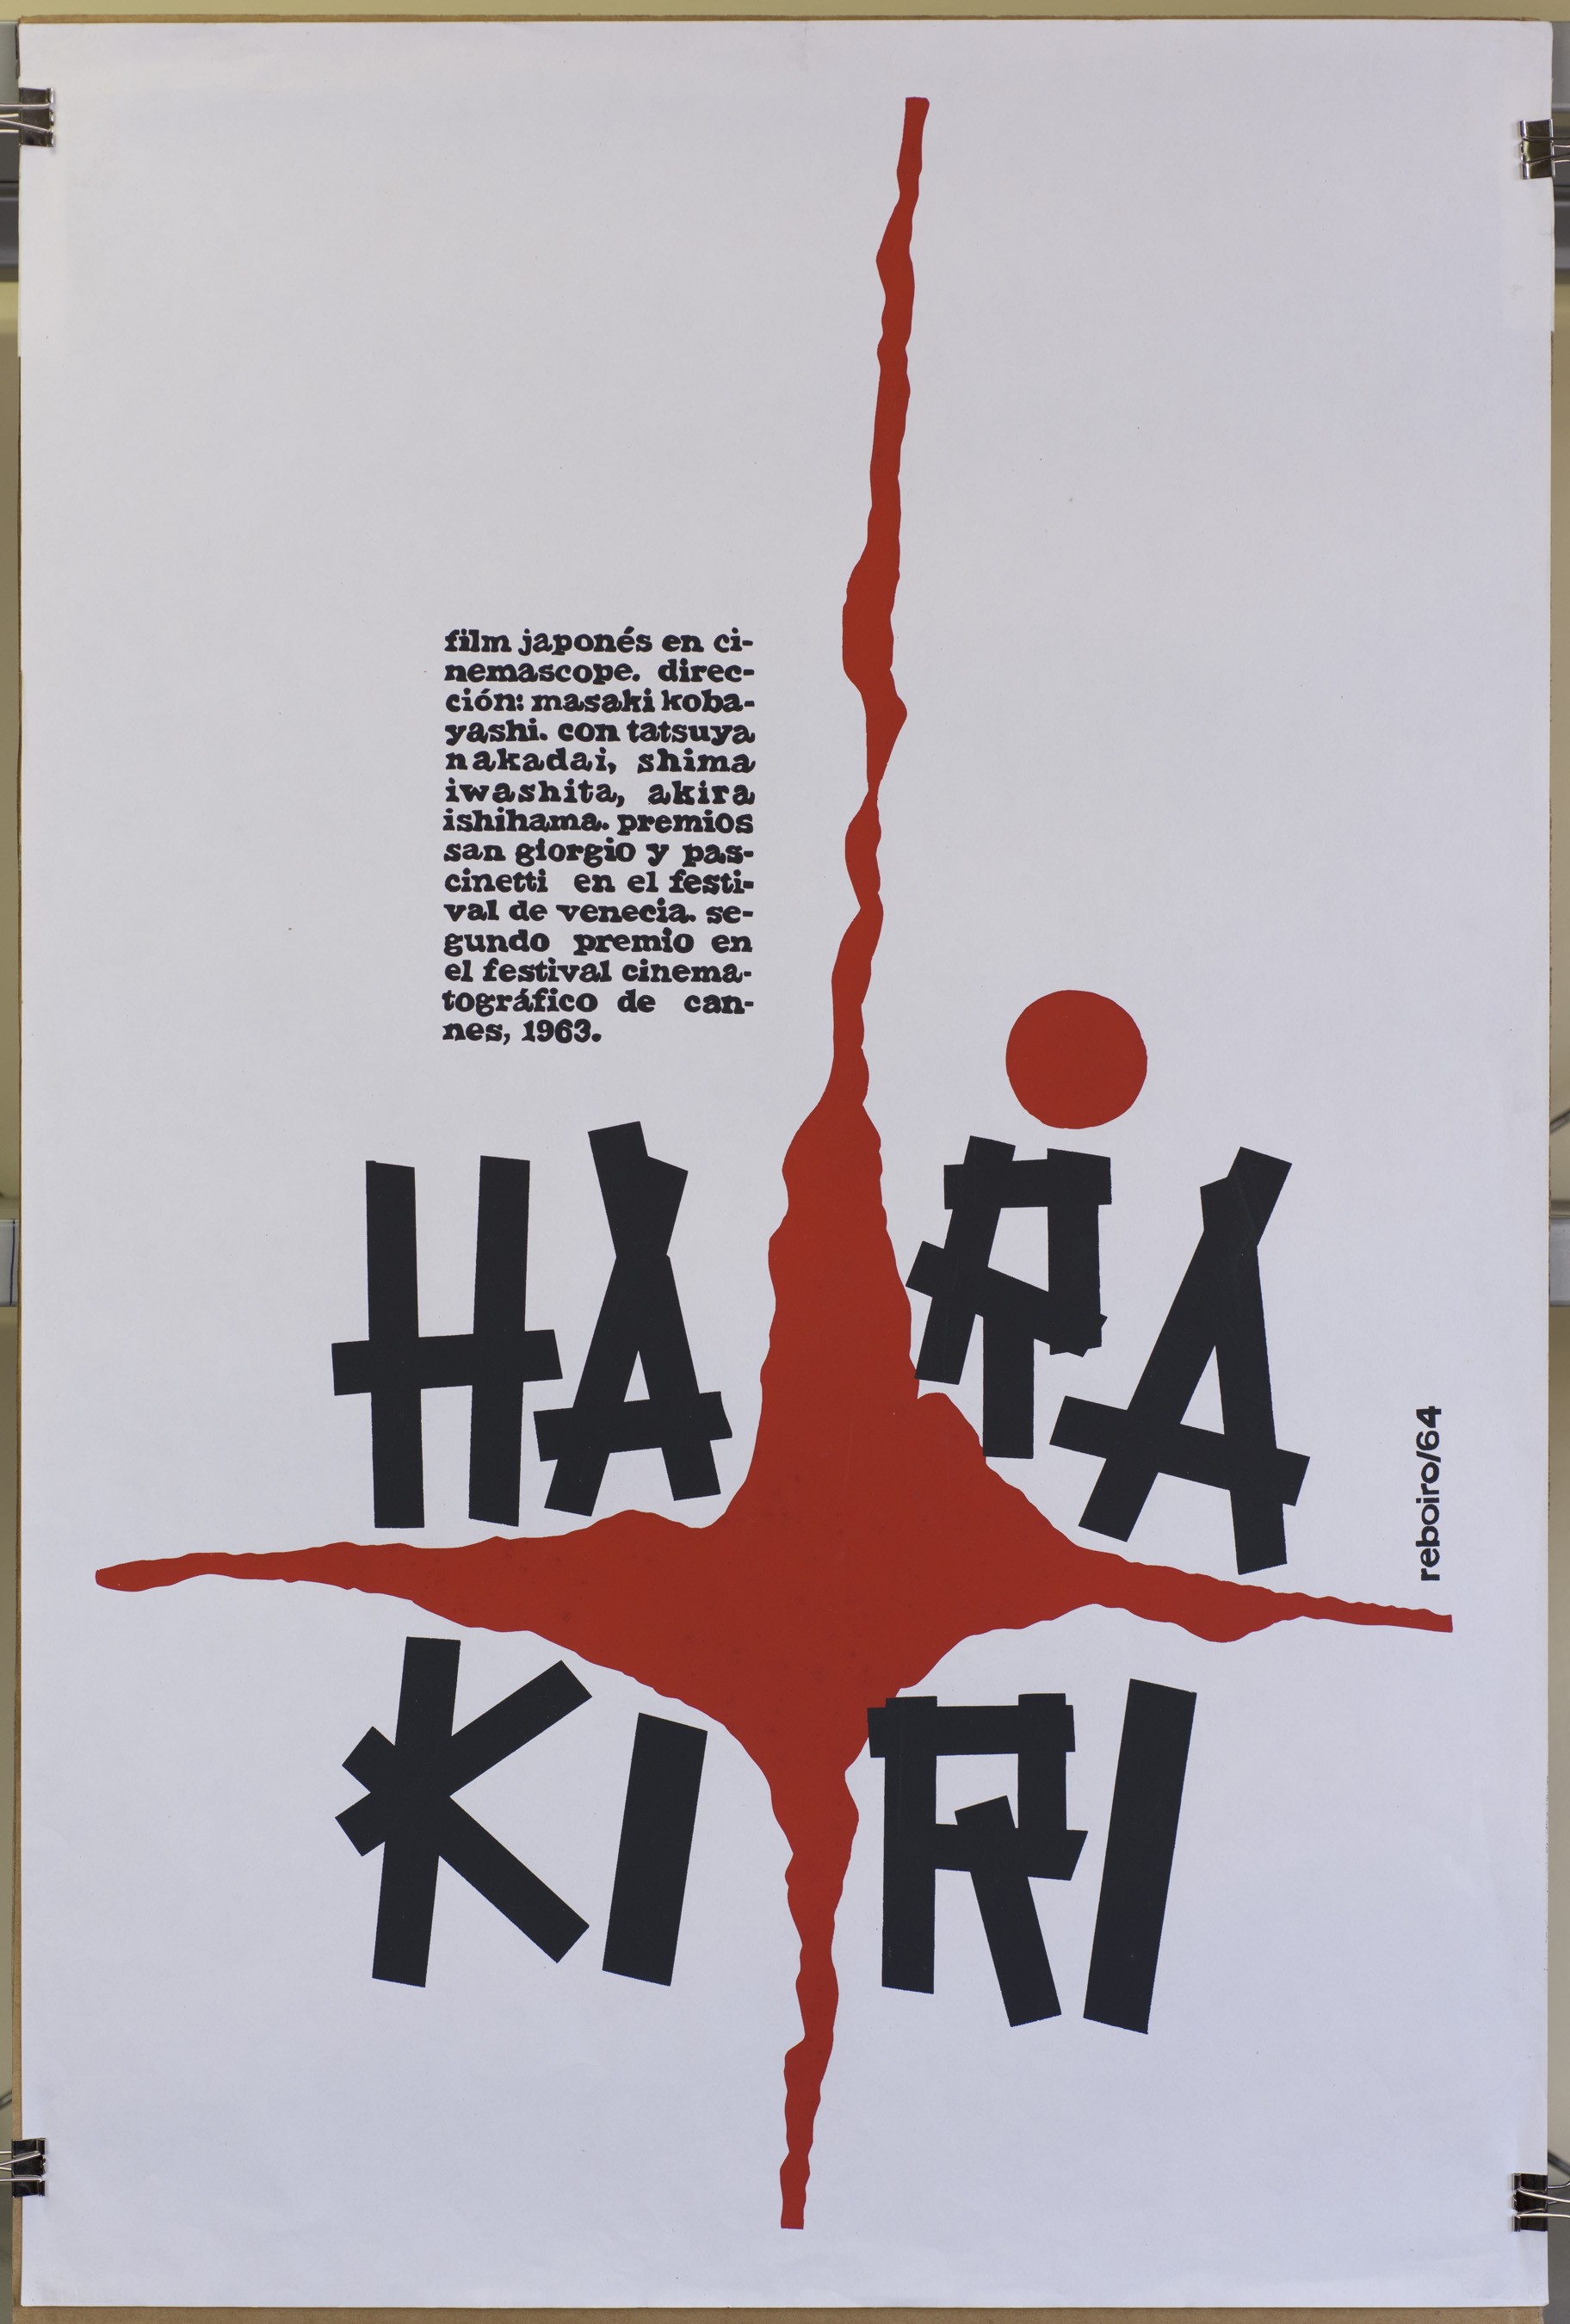 film japonés en ci-
nemascope. direc-
ción: masaki koba-
yashi. con tatsuya
nakadai, shima
iwashita, akira
ishihama. premios
san giorgio y pas-
cinetti en el festi-
val de venecia. se-
gundo premio en
el festival cinema-
tográfico de can-
nes, 1963.
HARA
KIRI
reboiro/64